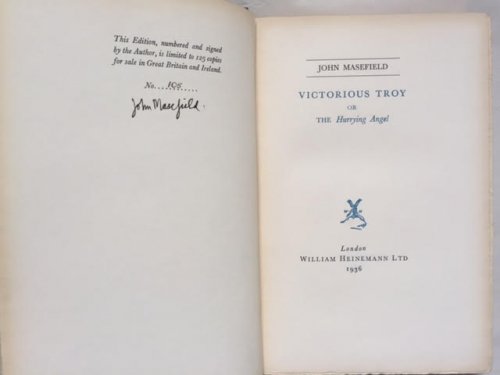 This Edition, numbered and signed
by the Author, is limited to 125 copies
for sale in Great Britain and Ireland.
No.....105.....
John Masefield.
JOHN MASEFIELD
VICTORIOUS TROY
OR
THE Hurrying Angel
London
WILLIAM HEINEMANN LTD
1936